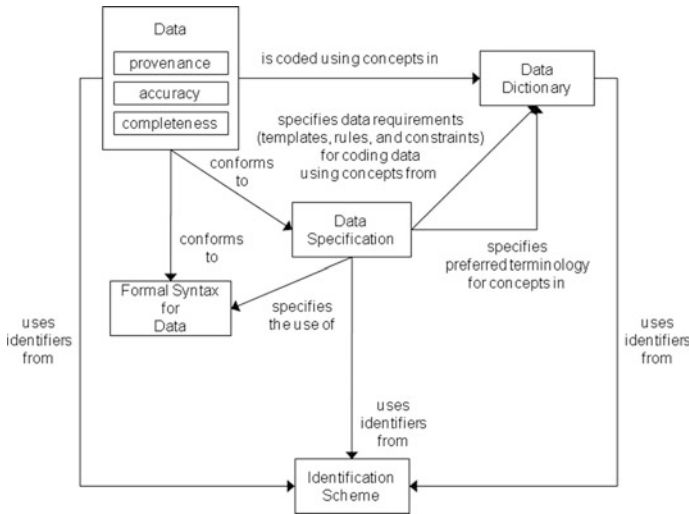 Data
provenance
accuracy
completeness
is coded using concepts in
Data
Dictionary
specifies data requirements
(templates, rules, and constraints)
for coding data
using concepts from
conforms
to
Data
Specification
conforms
to
specifies
preferred terminology
for concepts in
Formal Syntax
for
Data
specifies
the use of
uses
identifiers
from
uses
identifiers
from
uses
identifiers
from
Identification
Scheme